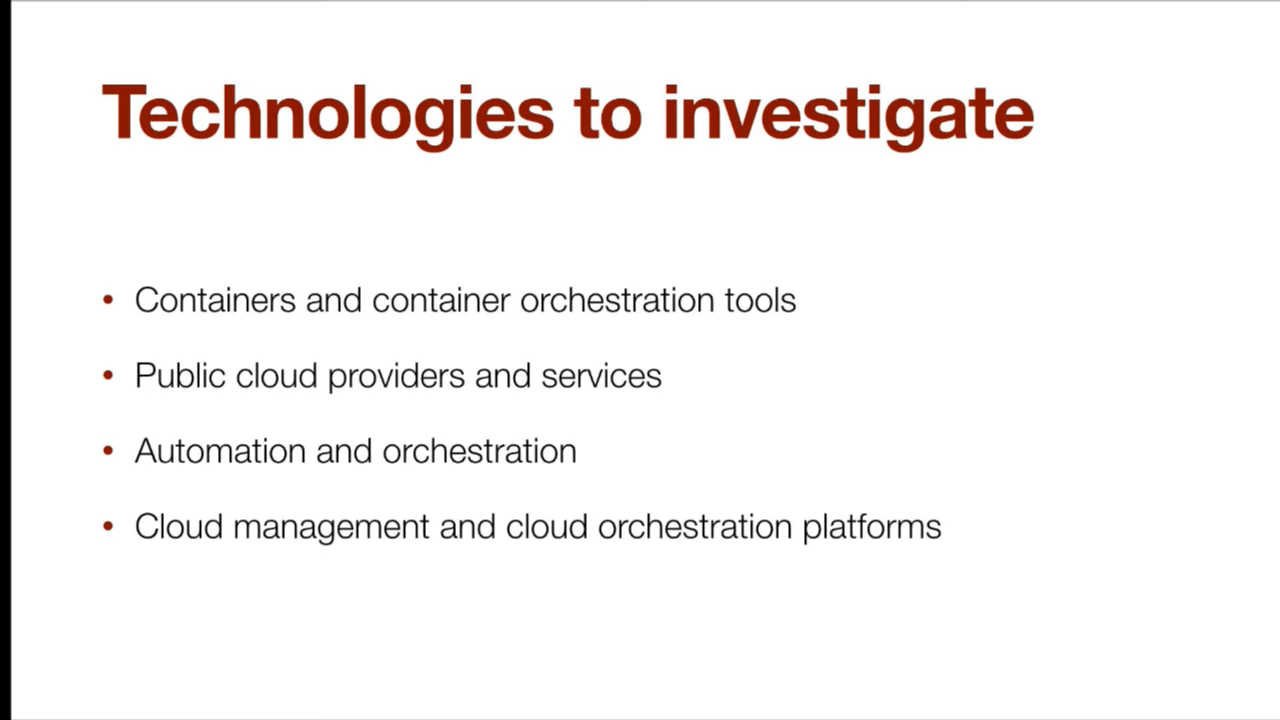 Technologies to investigate
• Containers and container orchestration tools
• Public cloud providers and services
• Automation and orchestration
• Cloud management and cloud orchestration platforms